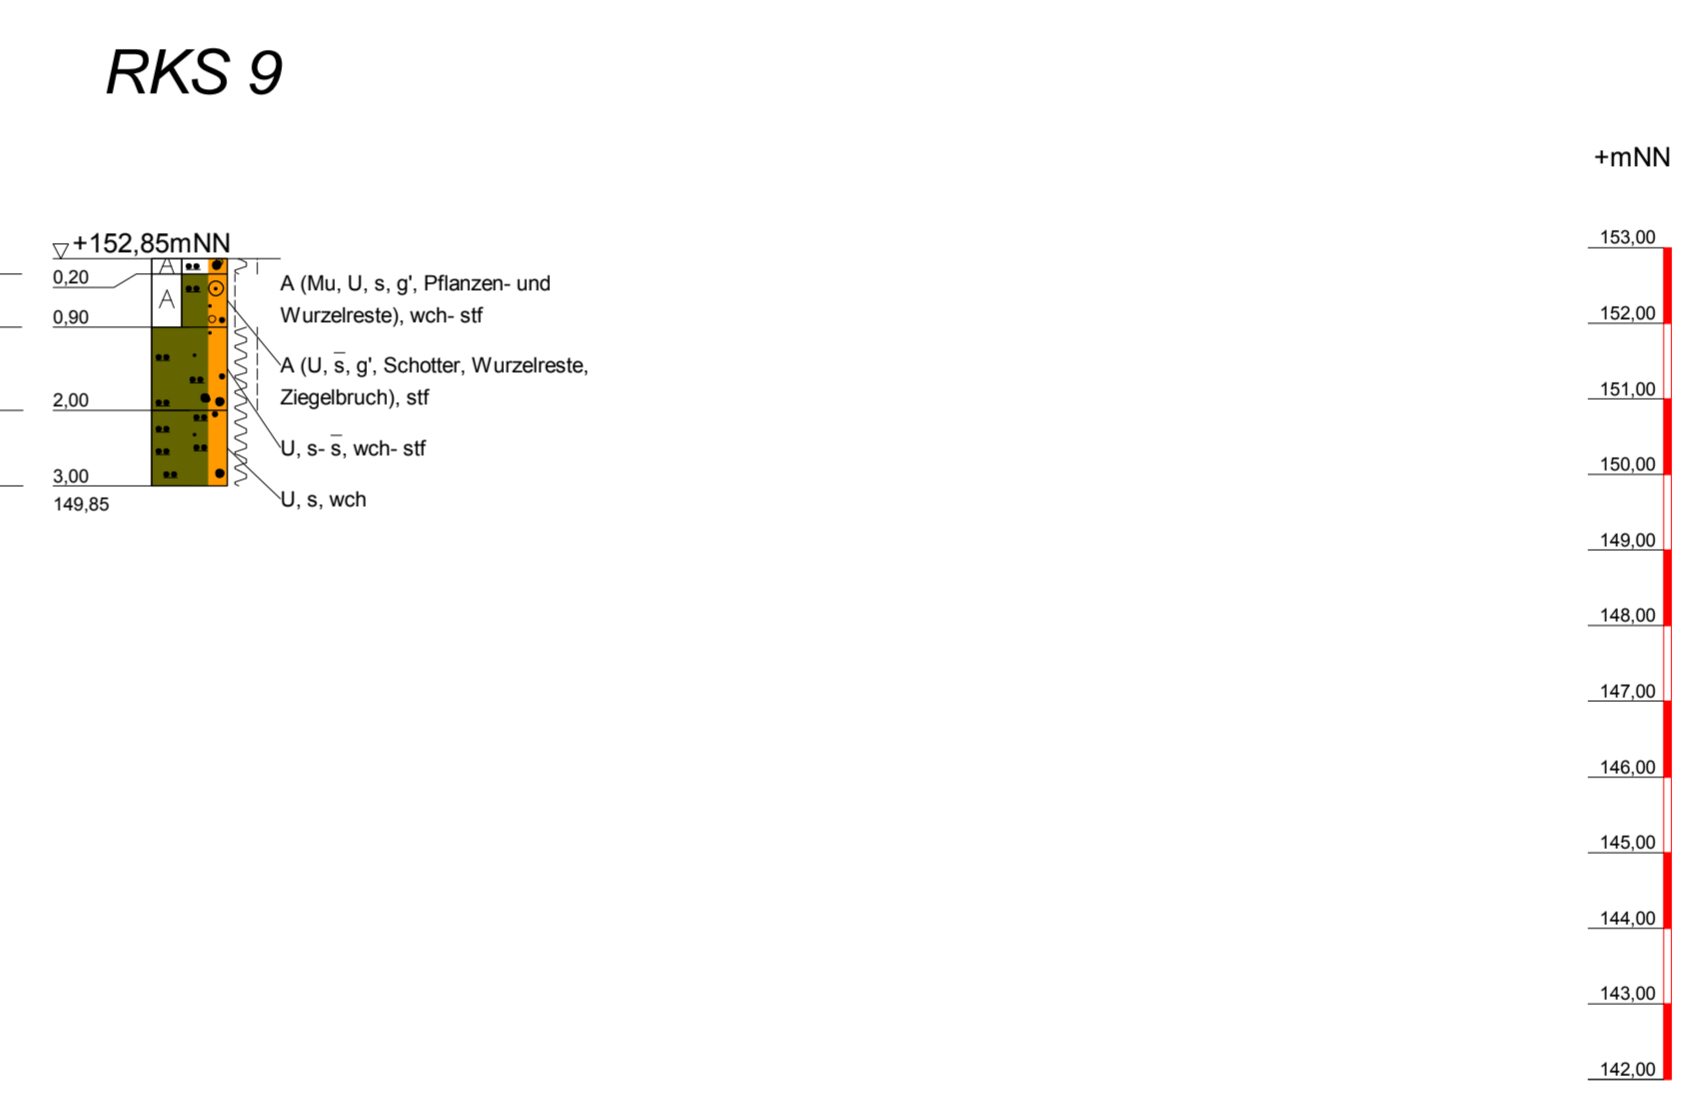 RKS 9
+mNN
+152,85mNN
A
0,20
A
0,90
2,00
3,00
149,85
A (Mu, U, s, g', Pflanzen- und
Wurzelreste), wch- stf
A (U, s̅, g', Schotter, Wurzelreste,
Ziegelbruch), stf
U, s- s̅, wch- stf
U, s, wch
153,00
152,00
151,00
150,00
149,00
148,00
147,00
146,00
145,00
144,00
143,00
142,00